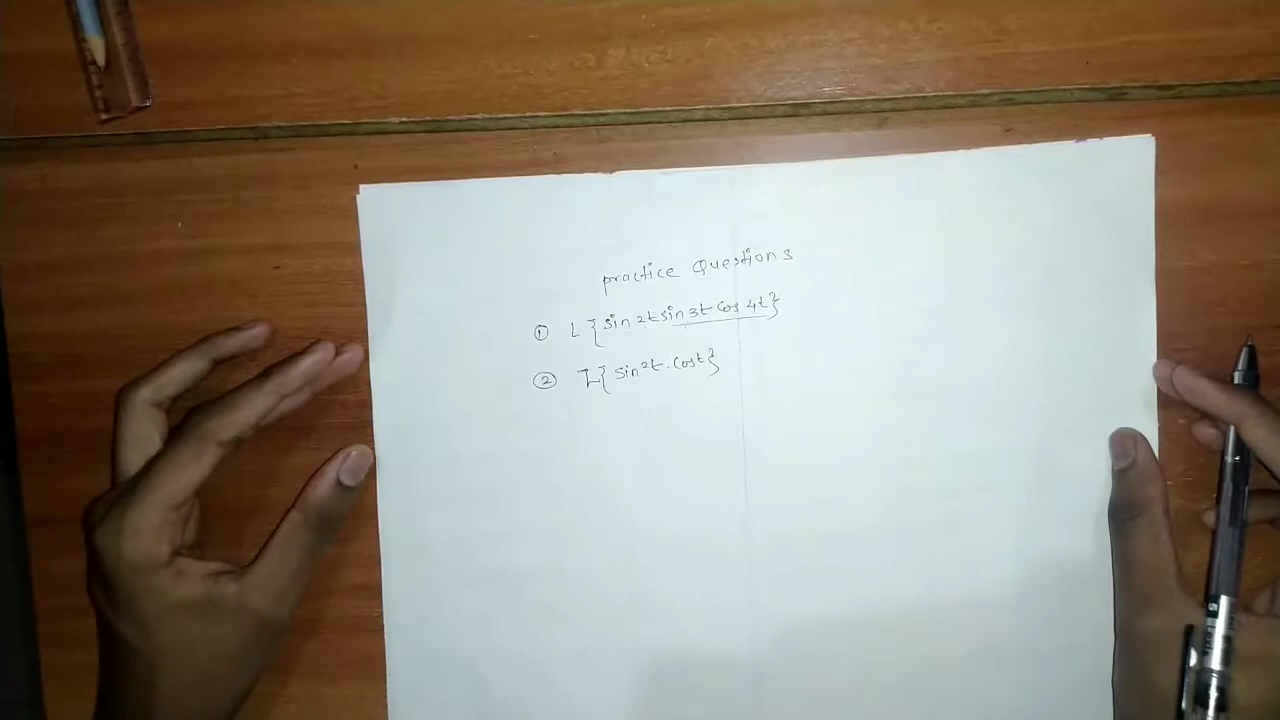 practice Questions
① L{sin 2t sin 3t Cos 4t}
② L{sin²t . Cost}